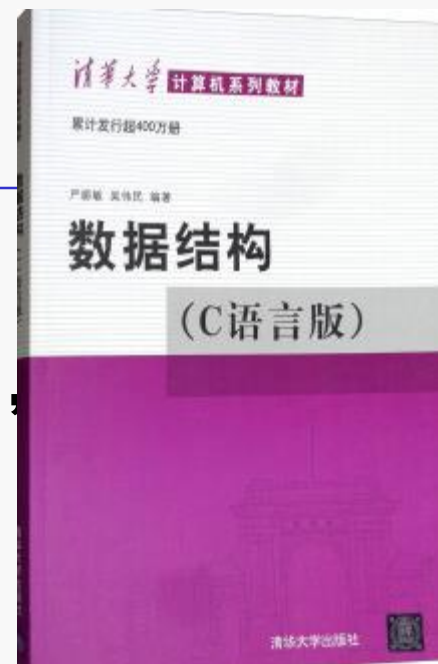 清华大学 计算机系列教材
累计发行超400万册
严蔚敏 吴伟民 编著
数据结构
（C语言版）
清华大学出版社